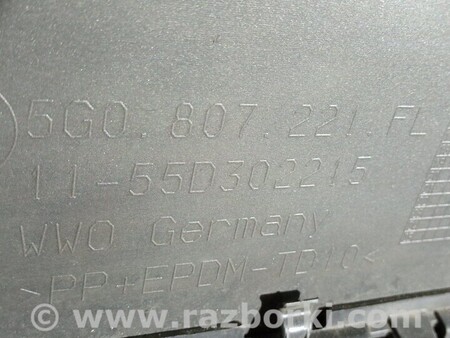 5G0.807.221.FL
11-55D302215
WWO Germany
>PP+EPDM-TD10<
www.razborki.com